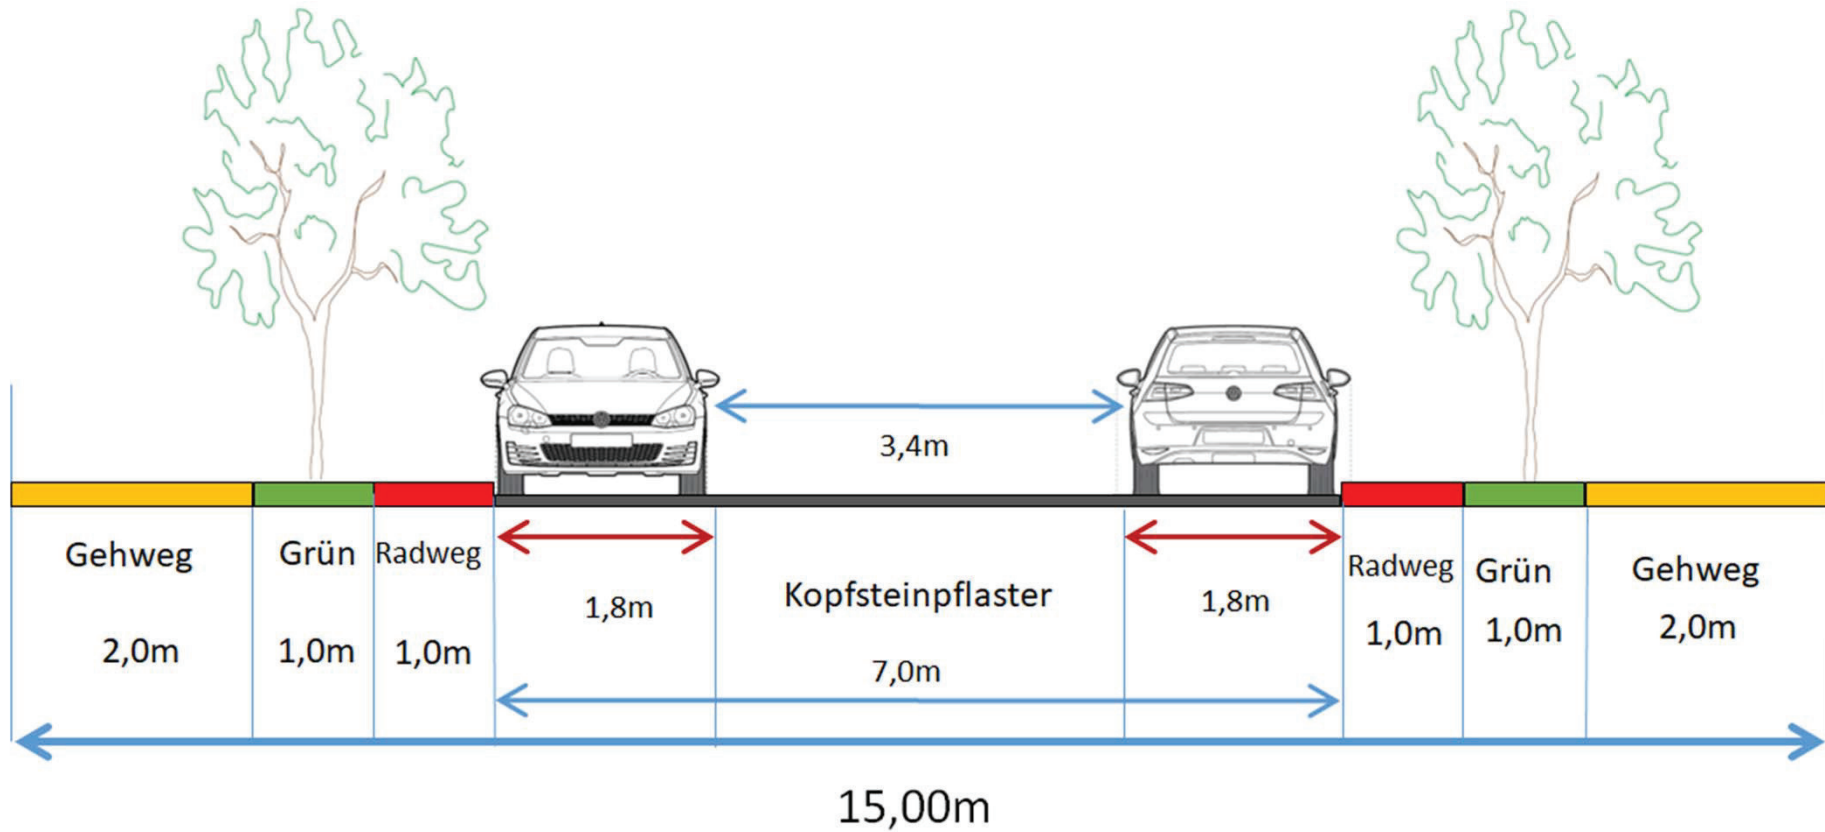 3,4m
Gehweg
2,0m
Grün
1,0m
Radweg
1,0m
1,8m
Kopfsteinpflaster
7,0m
1,8m
Radweg
1,0m
Grün
1,0m
Gehweg
2,0m
15,00m